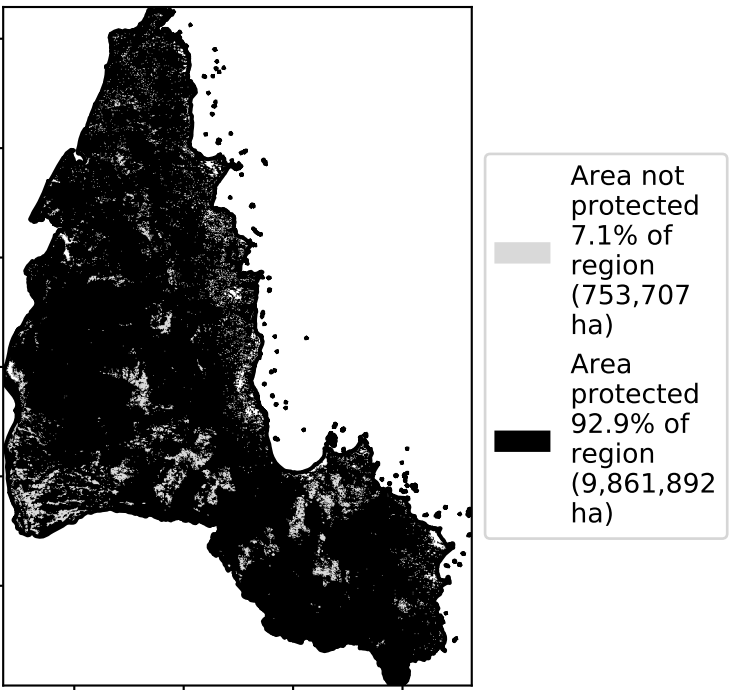 Area not
protected
7.1% of
region
(753,707
ha)
Area
protected
92.9% of
region
(9,861,892
ha)